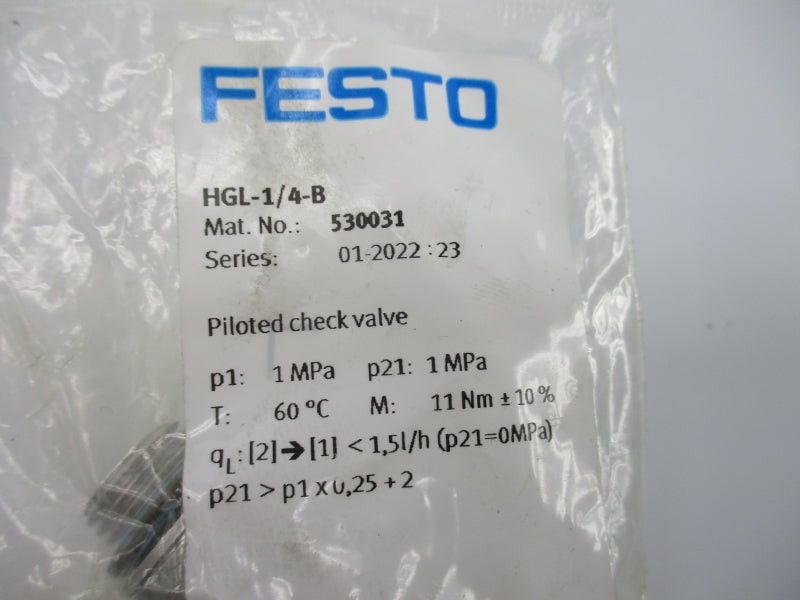 FESTO
HGL-1/4-B
Mat. No.: 530031
Series: 01-2022 : 23
Piloted check valve
p1: 1 MPa p21: 1 MPa
T: 60 °C M: 11 Nm ± 10 %
qL: [2]➔[1] < 1,5l/h (p21=0MPa)
p21 > p1 x 0,25 + 2